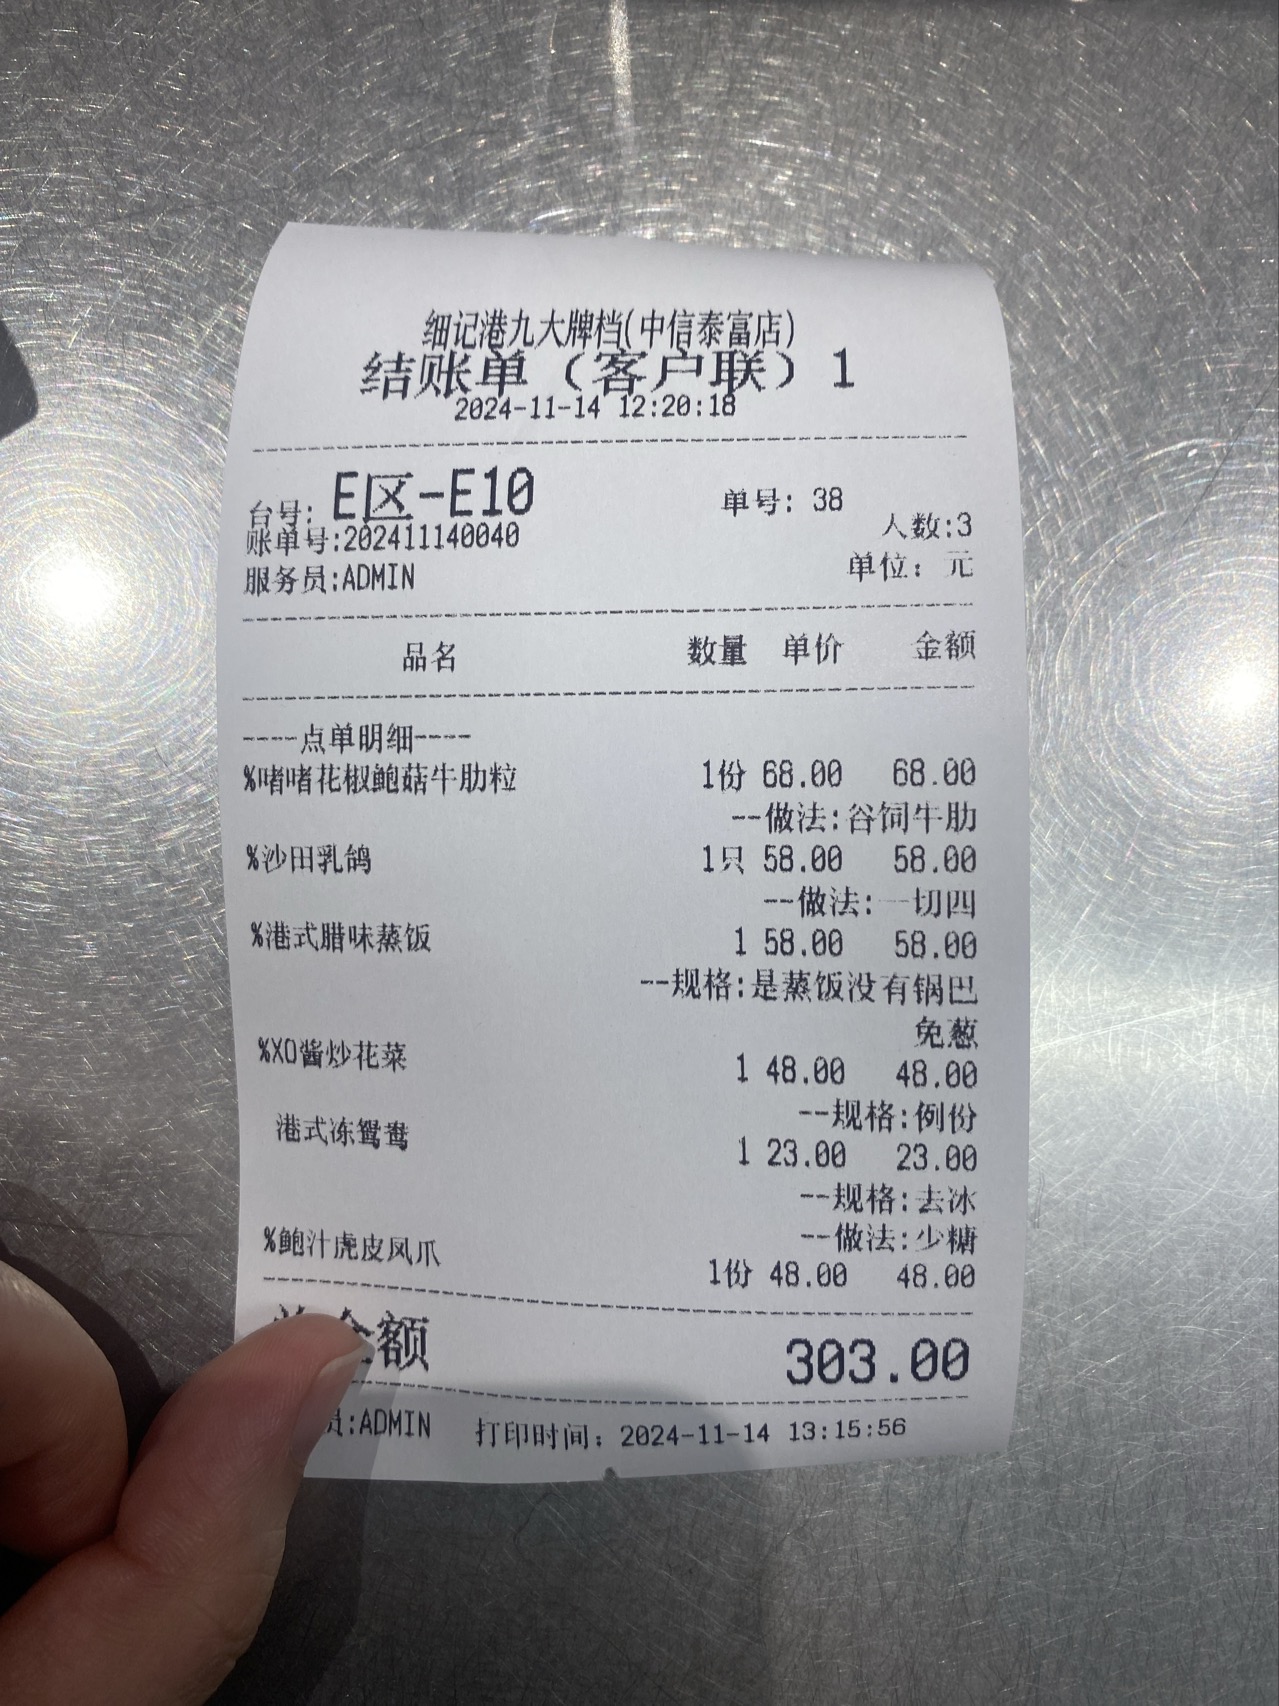 细记港九大牌档(中信泰富店)
结账单（客户联）1
2024-11-14 12:20:18
台号: E区-E10 单号: 38
人数:3
账单号:202411140040
服务员:ADMIN 单位: 元
品名 数量 单价 金额
----点单明细----
%啫啫花椒鲍菇牛肋粒 1份 68.00 68.00
--做法:谷饲牛肋
%沙田乳鸽 1只 58.00 58.00
--做法:一切四
%港式腊味蒸饭 1 58.00 58.00
--规格:是蒸饭没有锅巴
免葱
%XO酱炒花菜 1 48.00 48.00
--规格:例份
港式冻鸳鸯 1 23.00 23.00
--规格:去冰
--做法:少糖
%鲍汁虎皮凤爪 1份 48.00 48.00
金额 303.00
员:ADMIN 打印时间: 2024-11-14 13:15:56